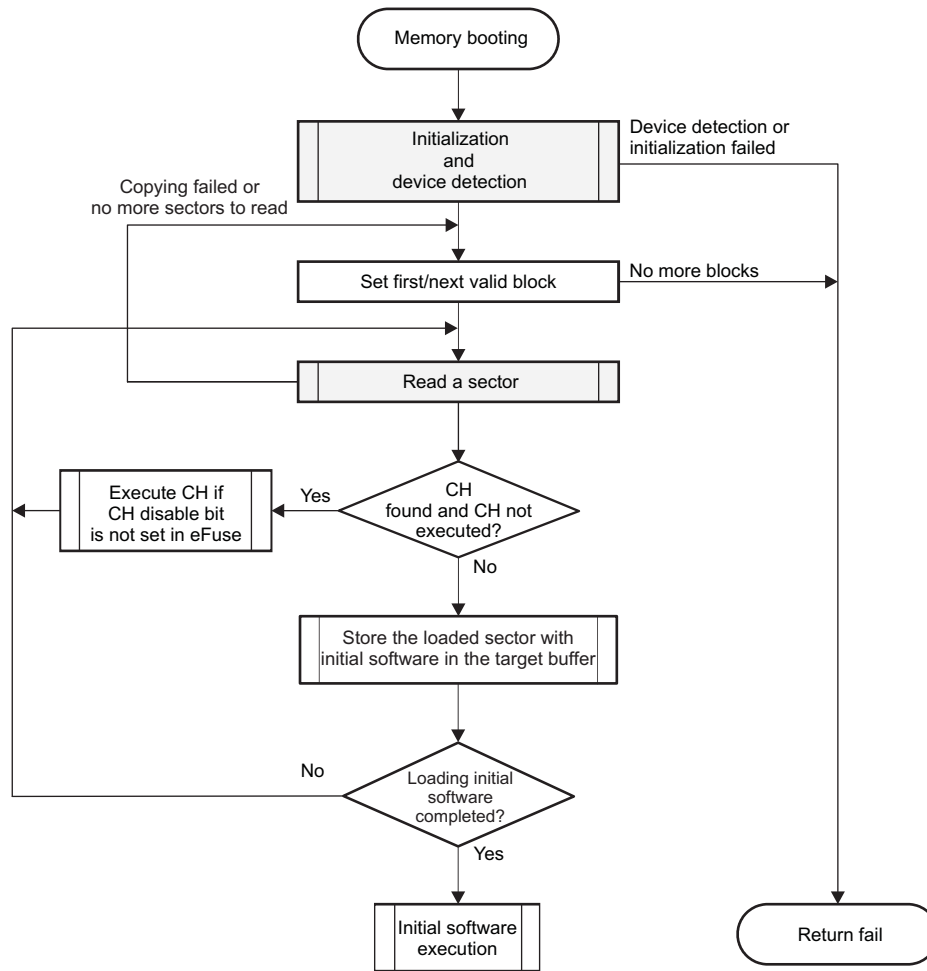 Memory booting
Initialization
and
device detection
Device detection or
initialization failed
Copying failed or
no more sectors to read
Set first/next valid block
No more blocks
Read a sector
CH
found and CH not
executed?
Yes
Execute CH if
CH disable bit
is not set in eFuse
No
Store the loaded sector with
initial software in the target buffer
Loading initial
software
completed?
No
Yes
Initial software
execution
Return fail